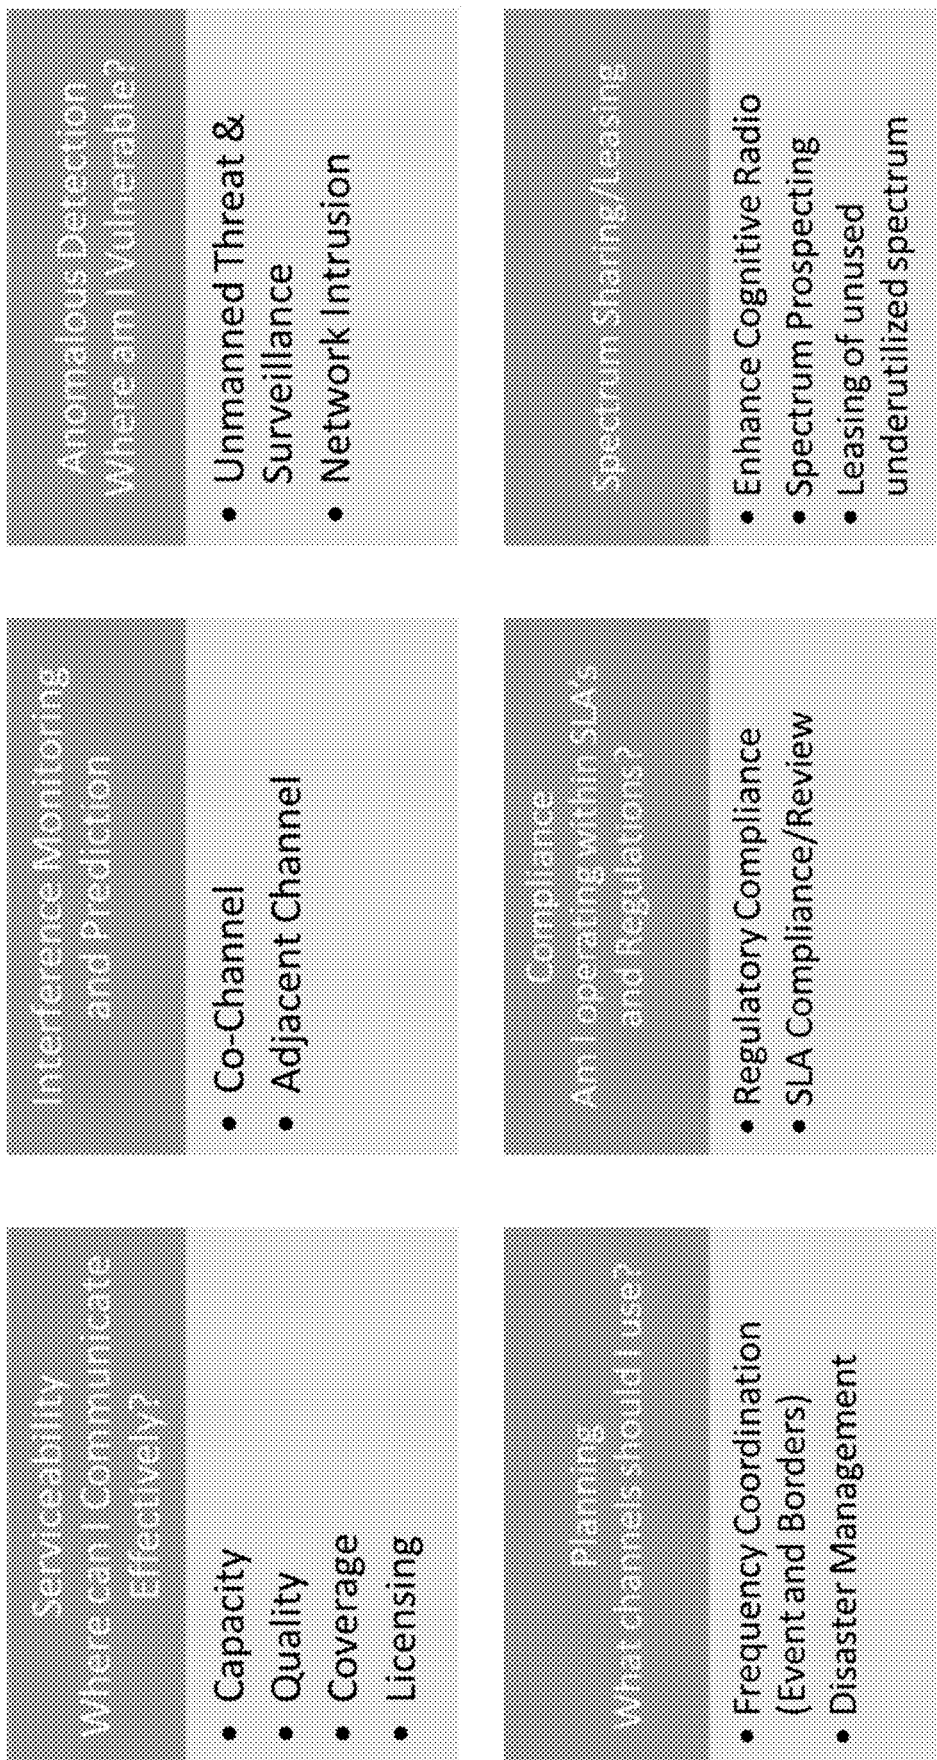 Serviceability
Where can I Communicate
Effectively?
• Capacity
• Quality
• Coverage
• Licensing
Interference Monitoring
and Prediction
• Co-Channel
• Adjacent Channel
Anomalous Detection
Where am I Vulnerable?
• Unmanned Threat &
Surveillance
• Network Intrusion
Planning
What channels should I use?
• Frequency Coordination
(Event and Borders)
• Disaster Management
Compliance
Am I operating within SLA's
and Regulations?
• Regulatory Compliance
• SLA Compliance/Review
Spectrum Sharing/Leasing
• Enhance Cognitive Radio
• Spectrum Prospecting
• Leasing of unused
underutilized spectrum